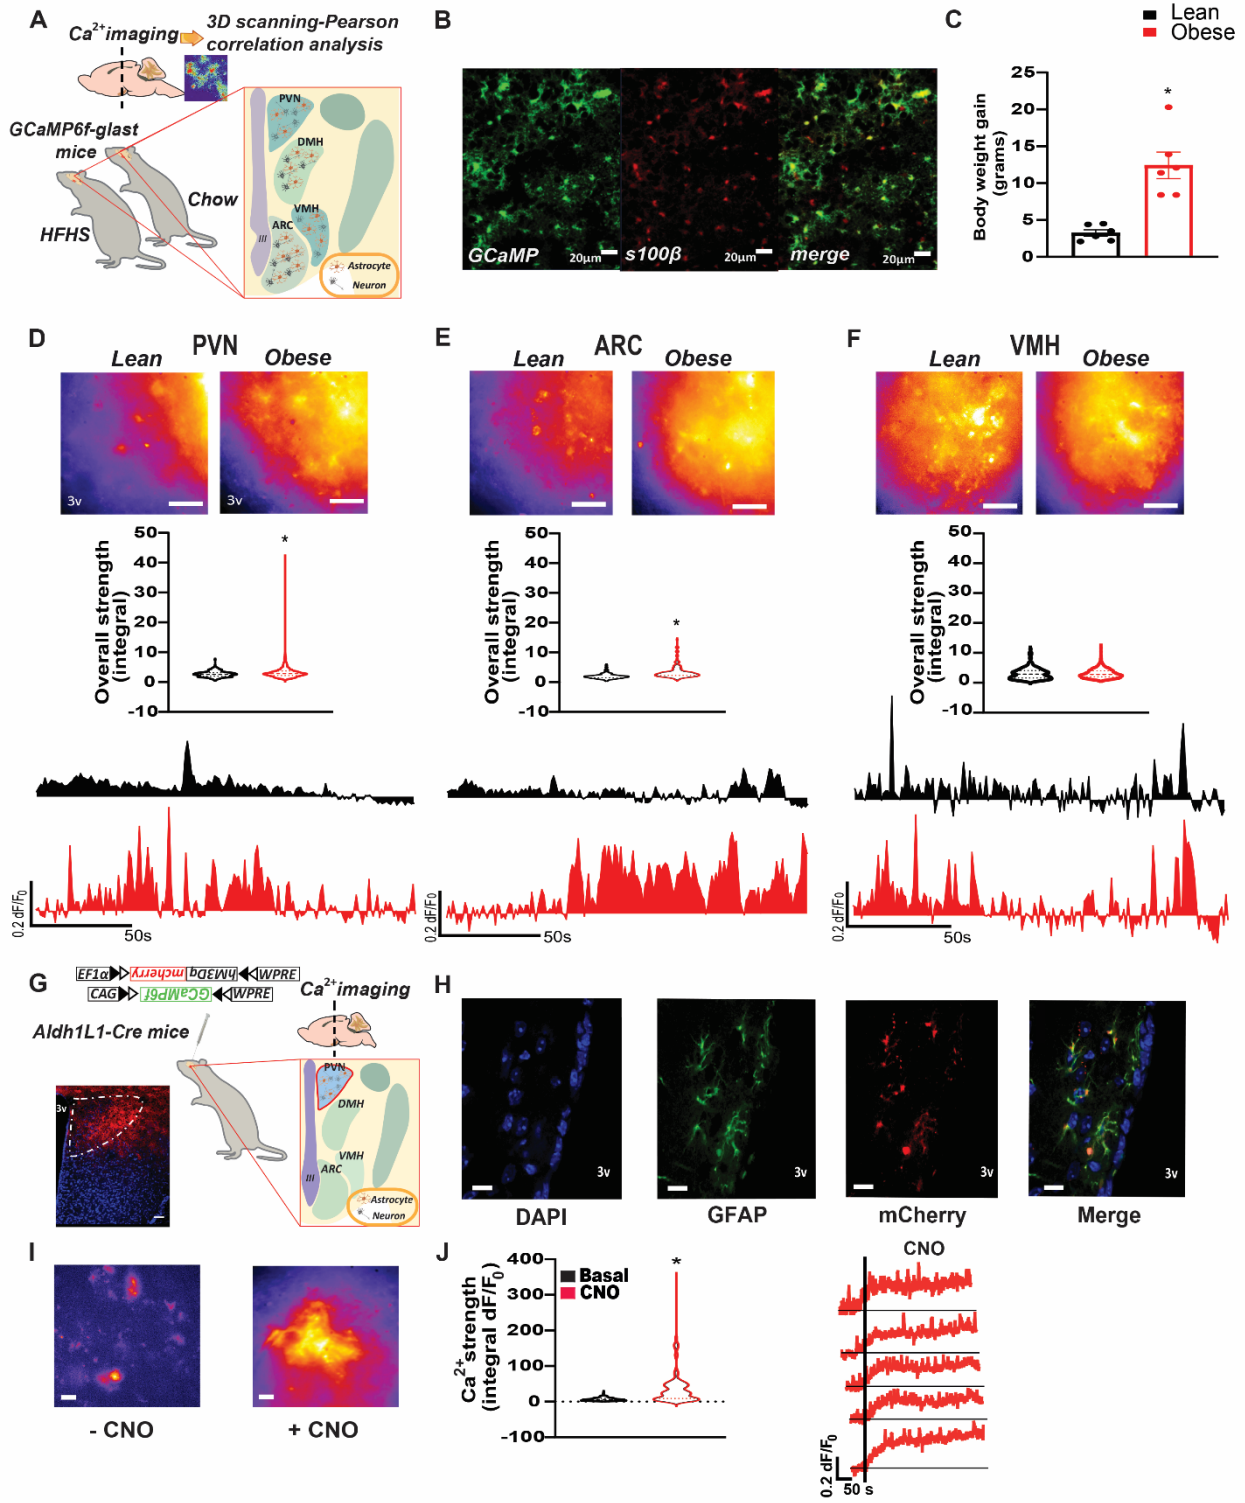 A
Ca2+imaging
3D scanning-Pearson
correlation analysis
GCaMP6f-glast
mice
Chow
HFHS
PVN
DMH
VMH
ARC
III
Astrocyte
Neuron
B
GCaMP
20μm
s100β
20μm
merge
20μm
C
Lean
Obese
Body weight gain
(grams)
25
20
15
10
5
0
*
D
PVN
Lean
Obese
3v
3v
Overall strength
(integral)
50
40
30
20
10
0
-10
*
0.2 dF/F0
50s
E
ARC
Lean
Obese
Overall strength
(integral)
50
40
30
20
10
0
-10
*
0.2 dF/F0
50s
F
VMH
Lean
Obese
Overall strength
(integral)
50
40
30
20
10
0
-10
0.2 dF/F0
50s
G
EF1α
mcherry
hM3Dq
WPRE
CAG
GCaMP6f
WPRE
Aldh1L1-Cre mice
Ca2+imaging
3v
PVN
DMH
VMH
ARC
III
Astrocyte
Neuron
H
3v
3v
3v
3v
DAPI
GFAP
mCherry
Merge
I
- CNO
+ CNO
J
Ca2+strength
(integral dF/F0)
400
300
200
100
0
-100
Basal
CNO
*
CNO
0.2 dF/F0
50 s